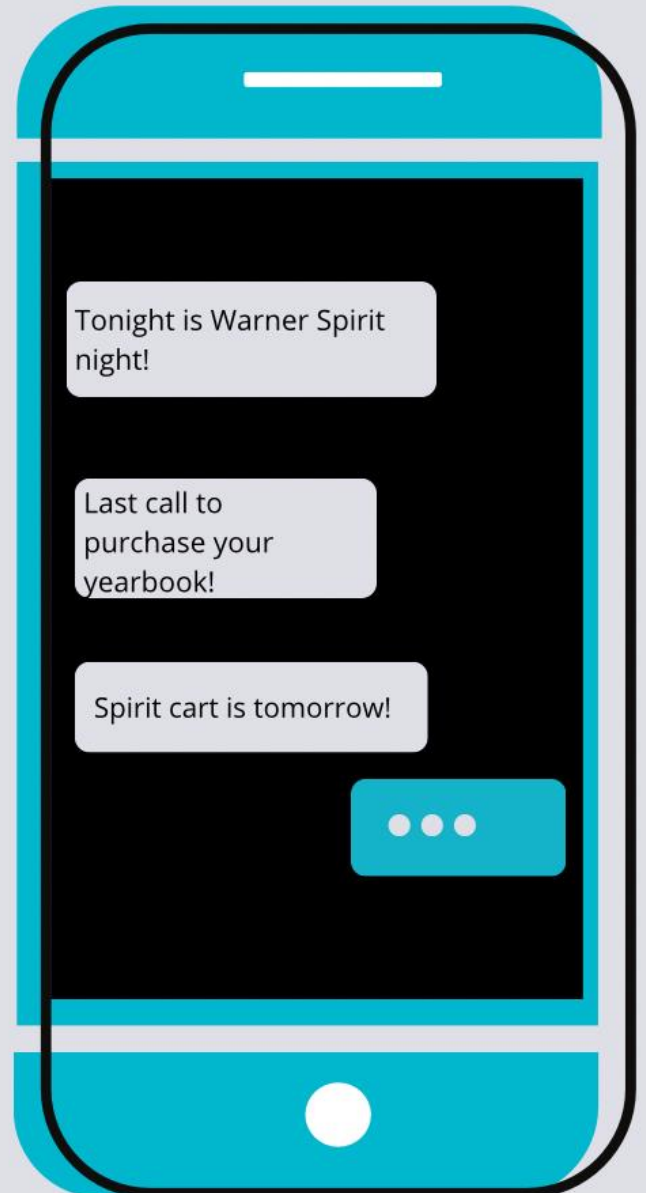 Tonight is Warner Spirit
night!
Last call to
purchase your
yearbook!
Spirit cart is tomorrow!